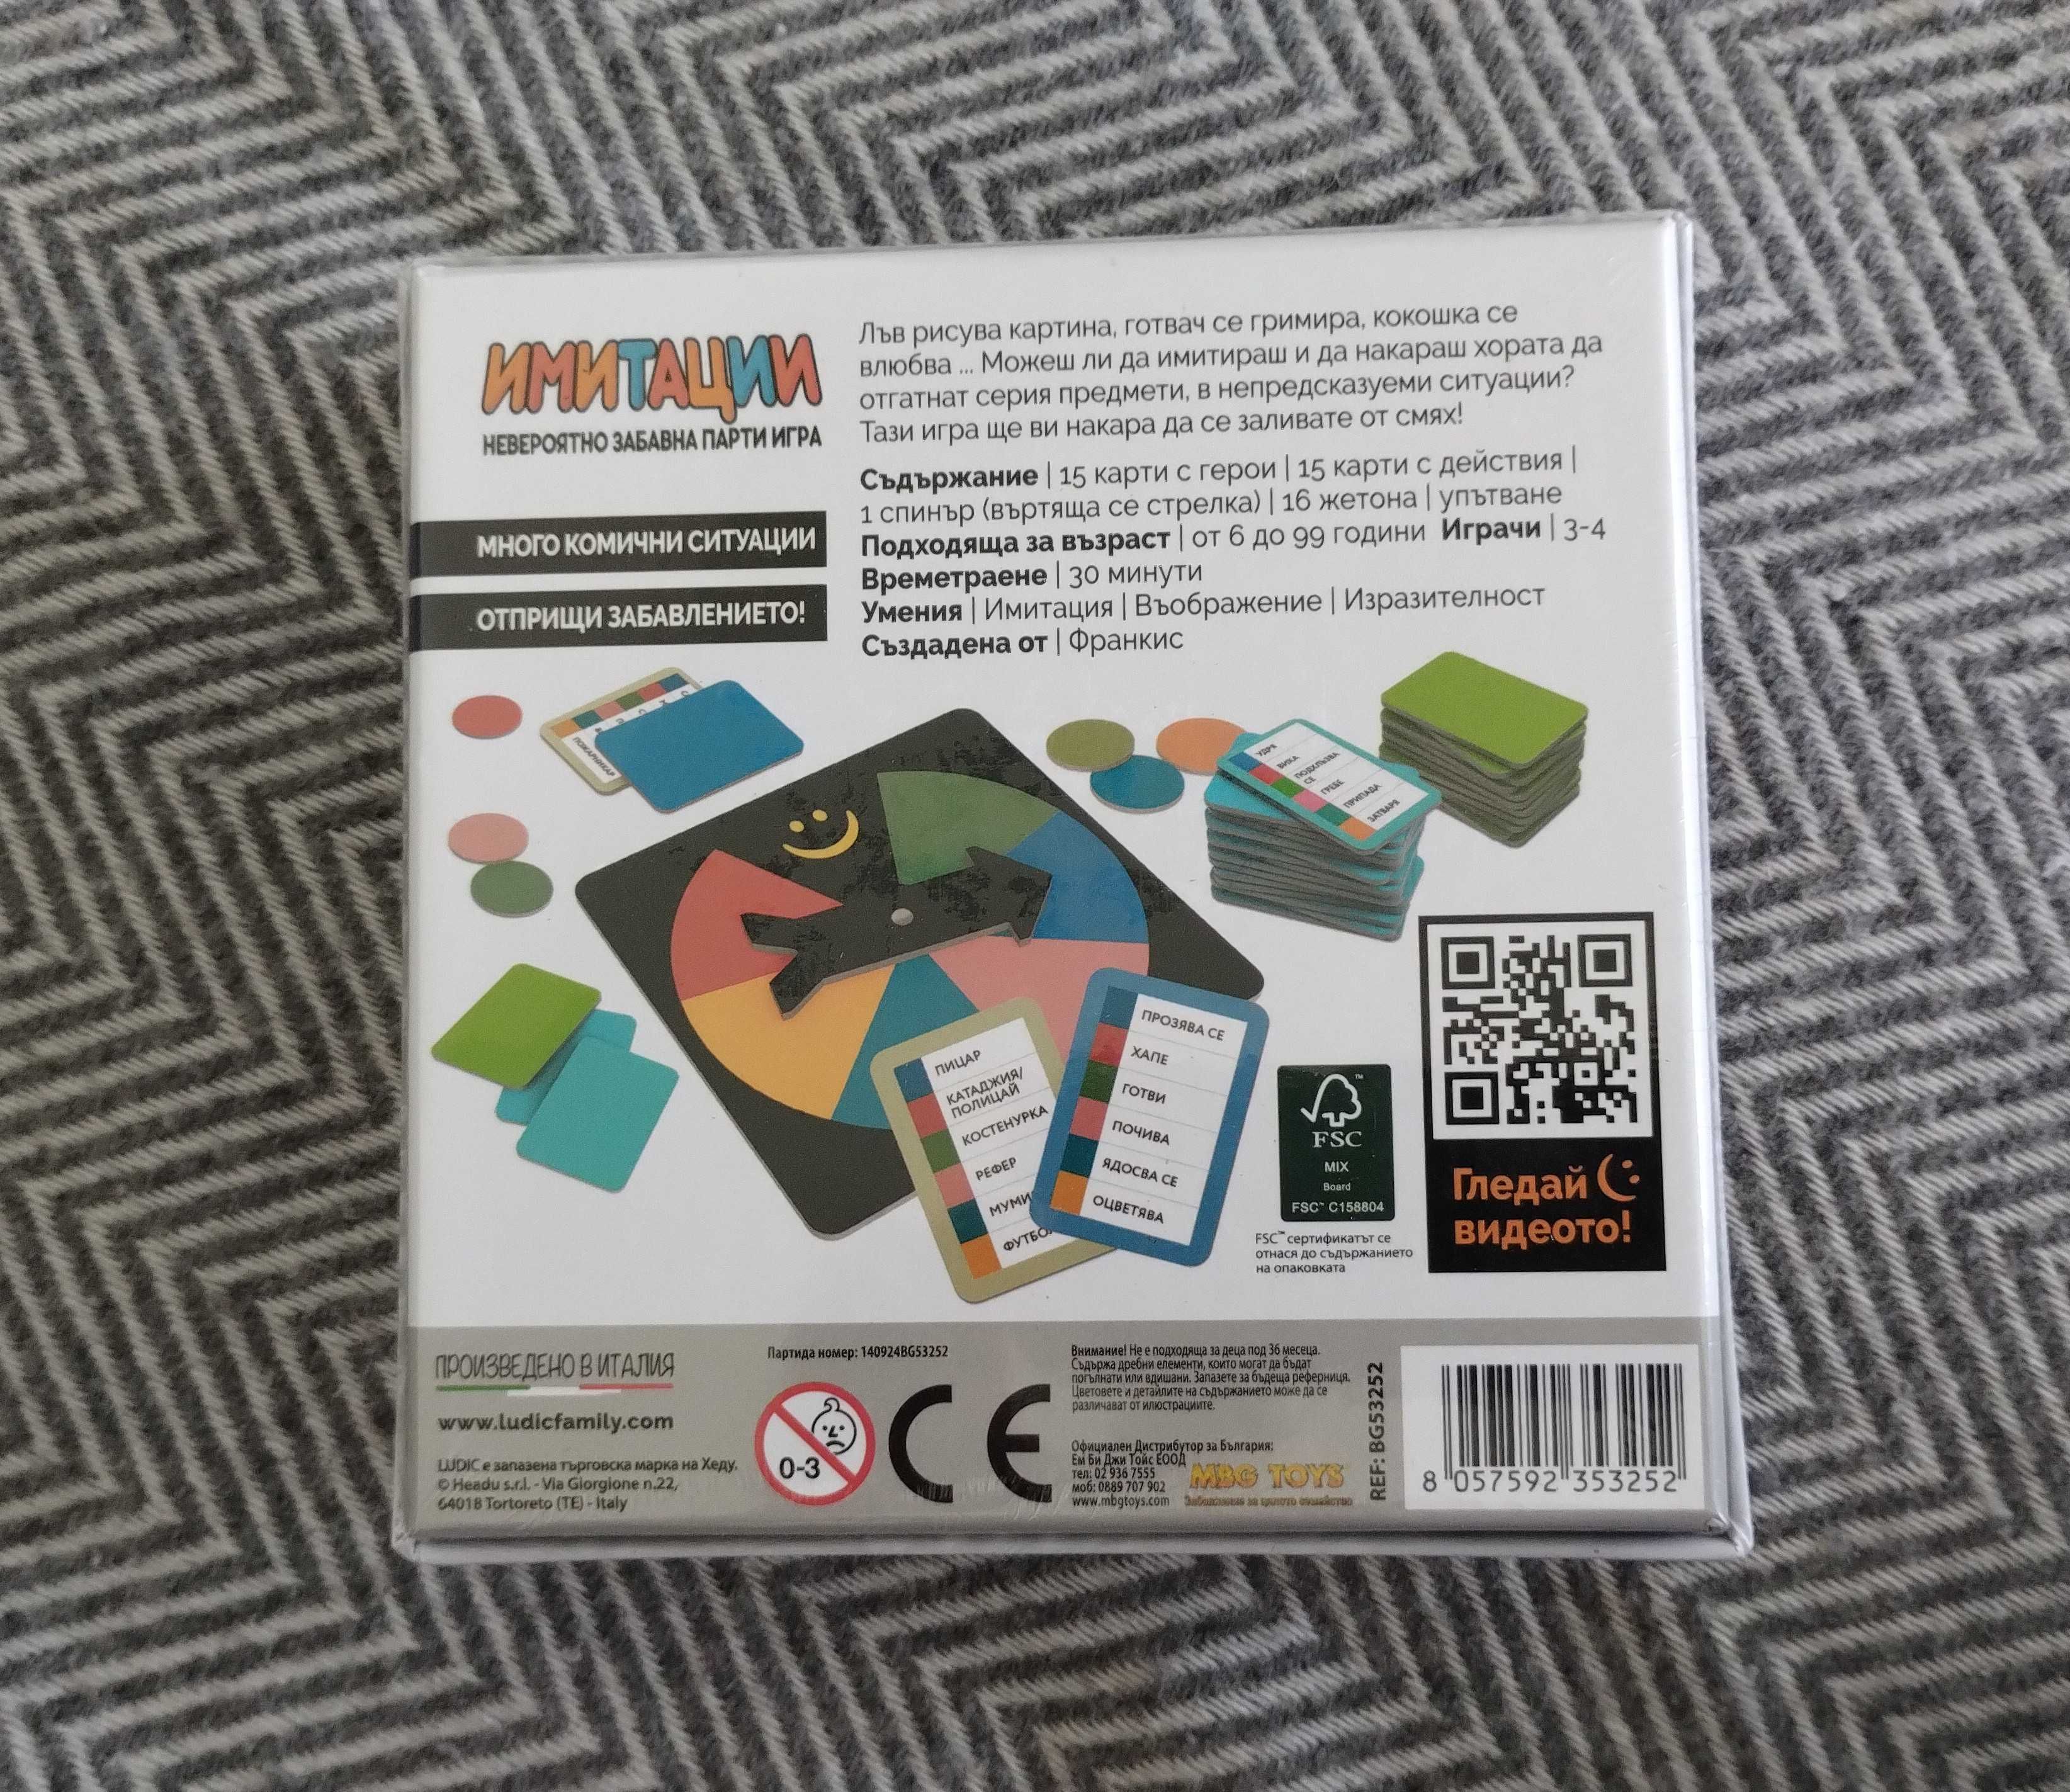 ИМИТАЦИИ
НЕВЕРОЯТНО ЗАБАВНА ПАРТИ ИГРА
МНОГО КОМИЧНИ СИТУАЦИИ
ОТПРИЩИ ЗАБАВЛЕНИЕТО!
Лъв рисува картина, готвач се гримира, кокошка се
влюбва ... Можеш ли да имитираш и да накараш хората да
отгатнат серия предмети, в непредсказуеми ситуации?
Тази игра ще ви накара да се заливате от смях!
Съдържание | 15 карти с герои | 15 карти с действия |
1 спинър (въртяща се стрелка) | 16 жетона | упътване
Подходяща за възраст | от 6 до 99 години Играчи | 3-4
Времетраене | 30 минути
Умения | Имитация | Въображение | Изразителност
Създадена от | Франкис
ПОЖАРНИКАР
УДРЯ
ВИКА
ПОДХЛЪЗВА
СЕ
ГРЕБЕ
ПРИПАДА
ЗАТВАРЯ
ПИЦАР
КАТАДЖИЯ/
ПОЛИЦАЙ
КОСТЕНУРКА
РЕФЕР
МУМИ
ФУТБОЛ
ПРОЗЯВА СЕ
ХАПЕ
ГОТВИ
ПОЧИВА
ЯДОСВА СЕ
ОЦВЕТЯВА
FSC
MIX
Board
FSC™ C158804
FSC™ сертификатът се
отнася до съдържанието
на опаковката
Гледай
видеото!
ПРОИЗВЕДЕНО В ИТАЛИЯ
www.ludicfamily.com
LUDIC е запазена търговска марка на Хеду.
© Headu s.r.l. - Via Giorgione n.22,
64018 Tortoreto (TE) - Italy
Партида номер: 140924BG53252
0-3
CE
Внимание! Не е подходяща за деца под 36 месеца.
Съдържа дребни елементи, които могат да бъдат
погълнати или вдишани. Запазете за бъдеща референция.
Цветовете и детайлите на съдържанието може да се
различават от илюстрациите.
Официален Дистрибутор за България:
Ем Би Джи Тойс ЕООД
тел: 02 936 7555
моб: 0889 707 902
www.mbgtoys.com
MBG TOYS
Забавление за цялото семейство
REF: BG53252
8 057592 353252